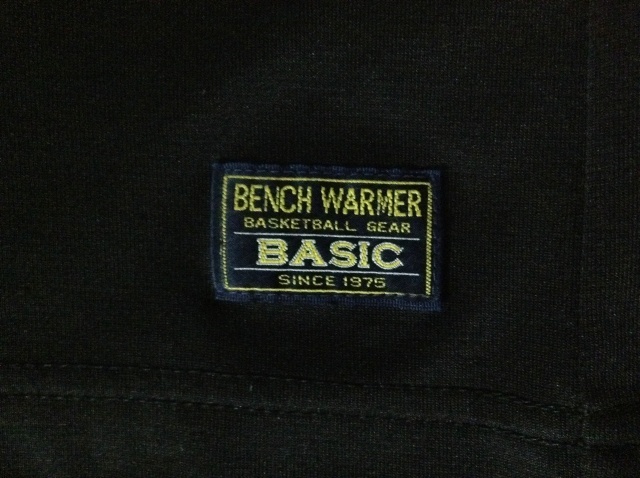 BENCH WARMER
BASKETBALL GEAR
BASIC
SINCE 1975